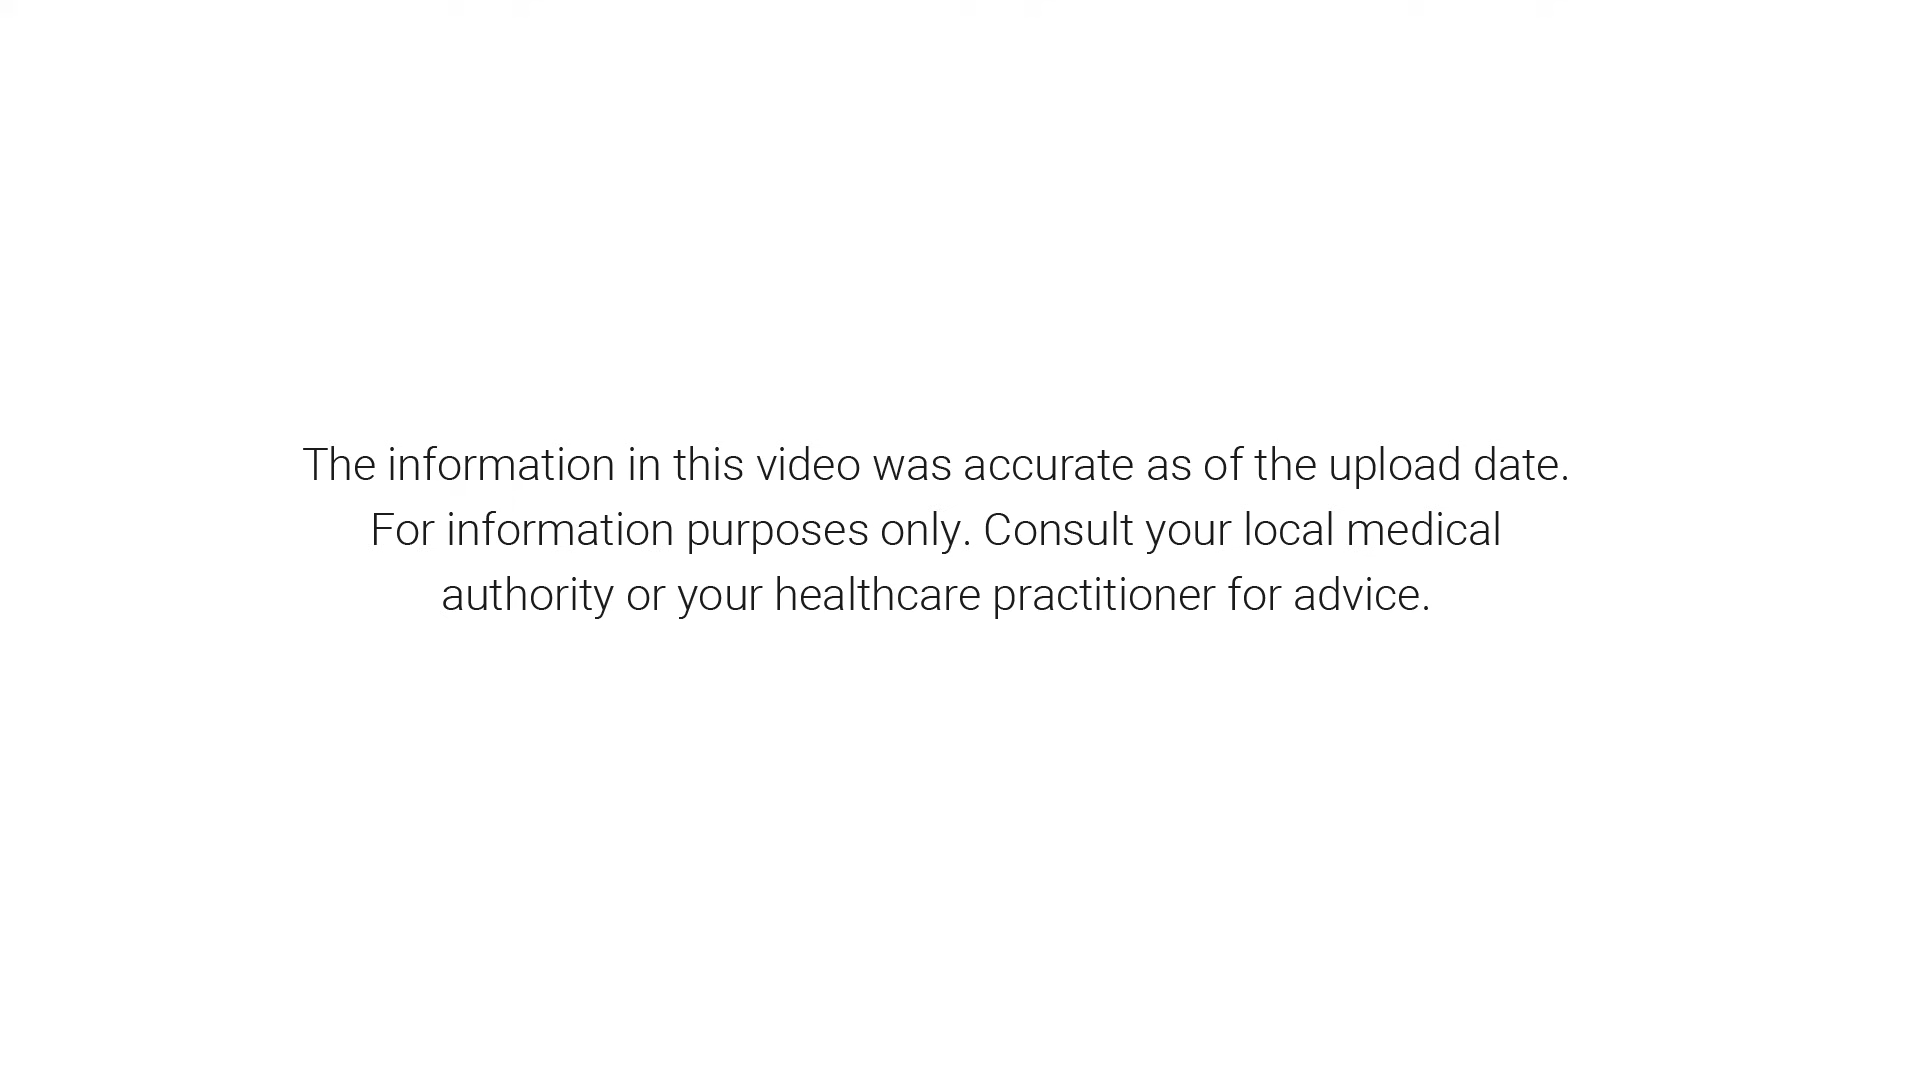 The information in this video was accurate as of the upload date.
For information purposes only. Consult your local medical
authority or your healthcare practitioner for advice.